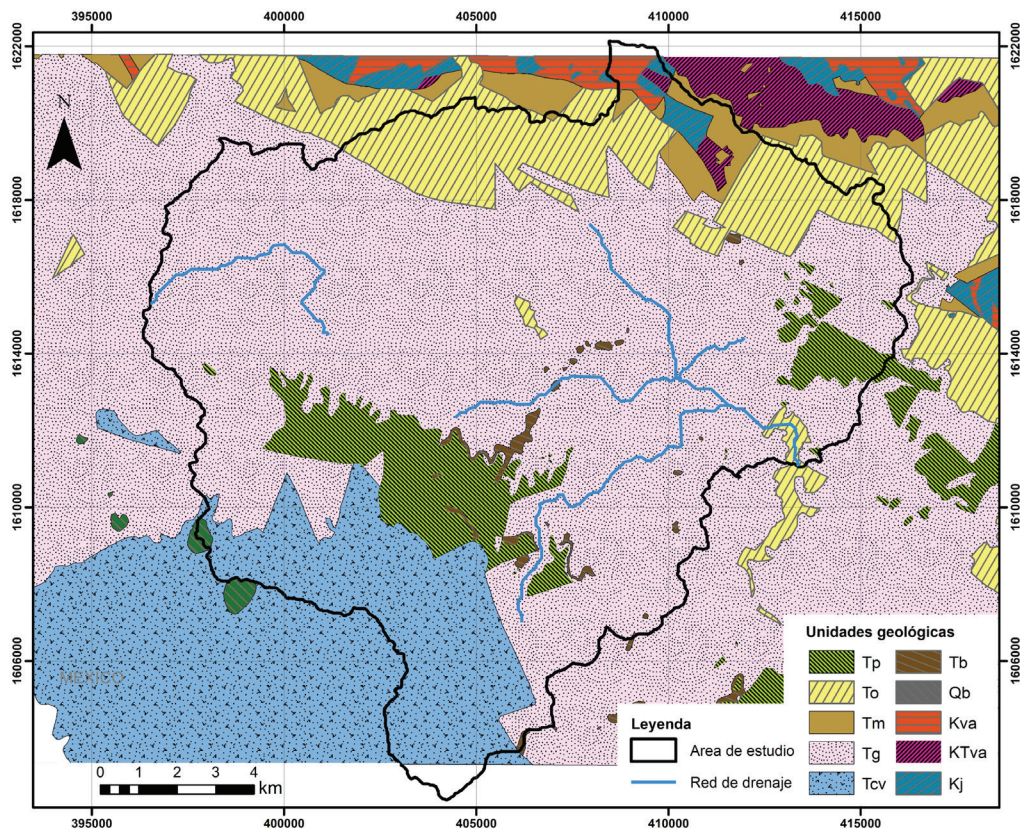 395000 400000 405000 410000 415000
1622000 1618000 1614000 1610000 1606000
1622000 1618000 1614000 1610000 1606000
N
MEXICO
0 1 2 3 4
km
Leyenda
Area de estudio
Red de drenaje
Unidades geológicas
Tp Tb
To Qb
Tm Kva
Tg KTva
Tcv Kj
395000 400000 405000 410000 415000